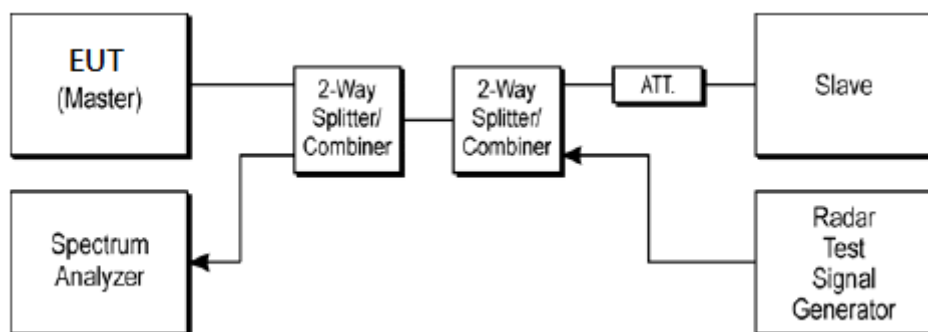 EUT
(Master)
2-Way
Splitter/
Combiner
2-Way
Splitter/
Combiner
ATT.
Slave
Spectrum
Analyzer
Radar
Test
Signal
Generator